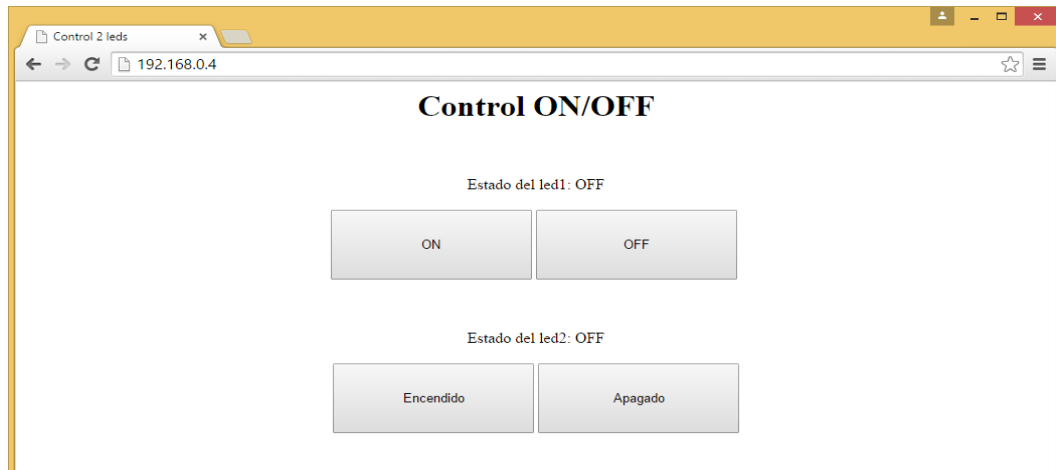 Control 2 leds
192.168.0.4
Control ON/OFF
Estado del led1: OFF
ON OFF
Estado del led2: OFF
Encendido Apagado